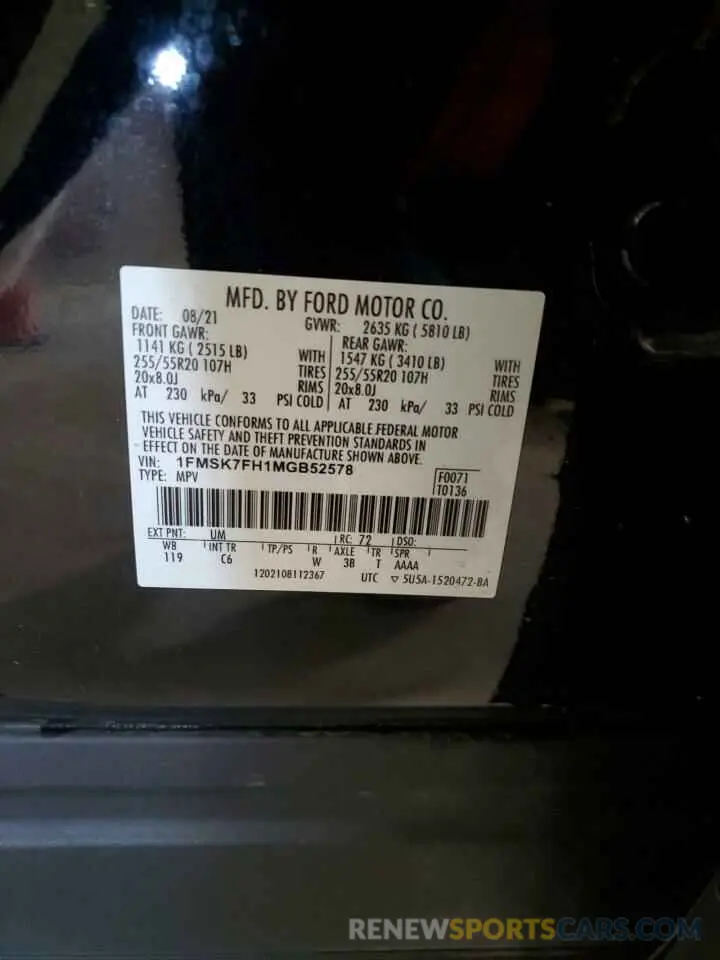 MFD. BY FORD MOTOR CO.
DATE: 08/21 GVWR: 2635 KG ( 5810 LB)
FRONT GAWR: REAR GAWR:
1141 KG ( 2515 LB) WITH 1547 KG ( 3410 LB) WITH
255/55R20 107H TIRES 255/55R20 107H TIRES
20x8.0J RIMS 20x8.0J RIMS
AT 230 kPa/ 33 PSI COLD AT 230 kPa/ 33 PSI COLD
THIS VEHICLE CONFORMS TO ALL APPLICABLE FEDERAL MOTOR
VEHICLE SAFETY AND THEFT PREVENTION STANDARDS IN
EFFECT ON THE DATE OF MANUFACTURE SHOWN ABOVE.
VIN: 1FMSK7FH1MGB52578 F0071
TYPE: MPV T0136
EXT PNT: UM RC: 72 DSO:
WB INT TR TP/PS R AXLE TR SPR
119 C6 W 3B T AAAA
1202108112367 UTC ▽ 5U5A-1520472-BA
RENEWSPORTSCARS.COM